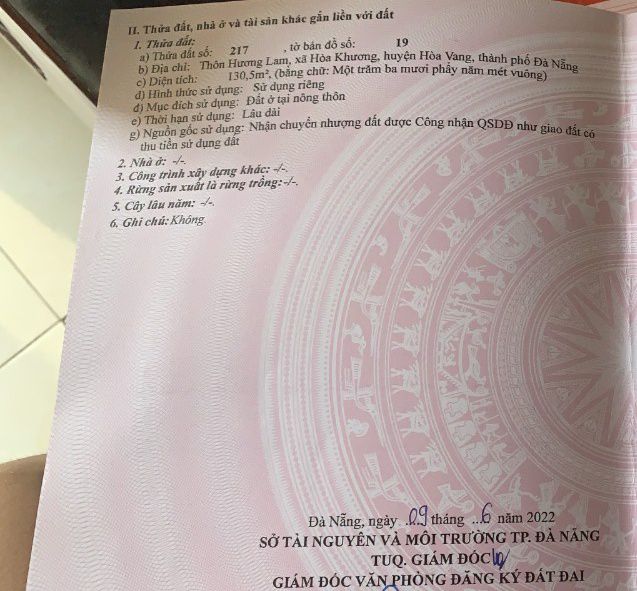 II. Thửa đất, nhà ở và tài sản khác gắn liền với đất
1. Thửa đất:
a) Thửa đất số: 217 , tờ bản đồ số: 19
b) Địa chỉ: Thôn Hương Lam, xã Hòa Khương, huyện Hòa Vang, thành phố Đà Nẵng
c) Diện tích: 130,5m², (bằng chữ: Một trăm ba mươi phẩy năm mét vuông)
d) Hình thức sử dụng: Sử dụng riêng
đ) Mục đích sử dụng: Đất ở tại nông thôn
e) Thời hạn sử dụng: Lâu dài
g) Nguồn gốc sử dụng: Nhận chuyển nhượng đất được Công nhận QSDĐ như giao đất có
thu tiền sử dụng đất
2. Nhà ở: -/-.
3. Công trình xây dựng khác: -/-.
4. Rừng sản xuất là rừng trồng:-/-.
5. Cây lâu năm: -/-.
6. Ghi chú: Không.
Đà Nẵng, ngày ...09 tháng ...6 năm 2022
SỞ TÀI NGUYÊN VÀ MÔI TRƯỜNG TP. ĐÀ NẴNG
TUQ. GIÁM ĐỐC
GIÁM ĐỐC VĂN PHÒNG ĐĂNG KÝ ĐẤT ĐAI